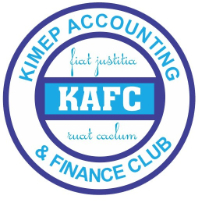 KIMEP ACCOUNTING
fiat justitia
KAFC
ruat caelum
& FINANCE CLUB